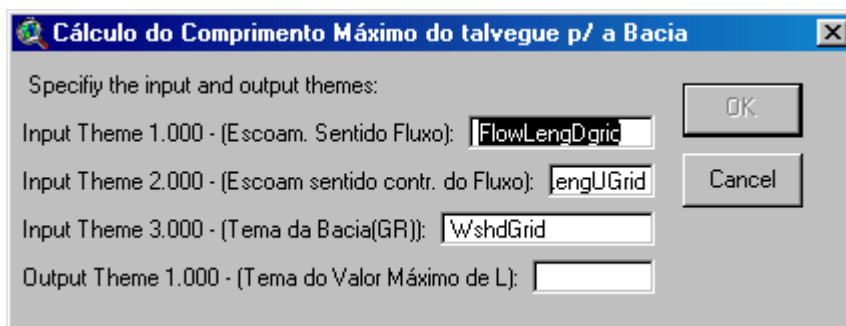 Cálculo do Comprimento Máximo do talvegue p/ a Bacia
Specifiy the input and output themes:
OK
Input Theme 1.000 - (Escoam. Sentido Fluxo): FlowLengDgrid
Input Theme 2.000 - (Escoam sentido contr. do Fluxo): .engUGrid
Cancel
Input Theme 3.000 - (Tema da Bacia(GR)): WshdGrid
Output Theme 1.000 - (Tema do Valor Máximo de L):